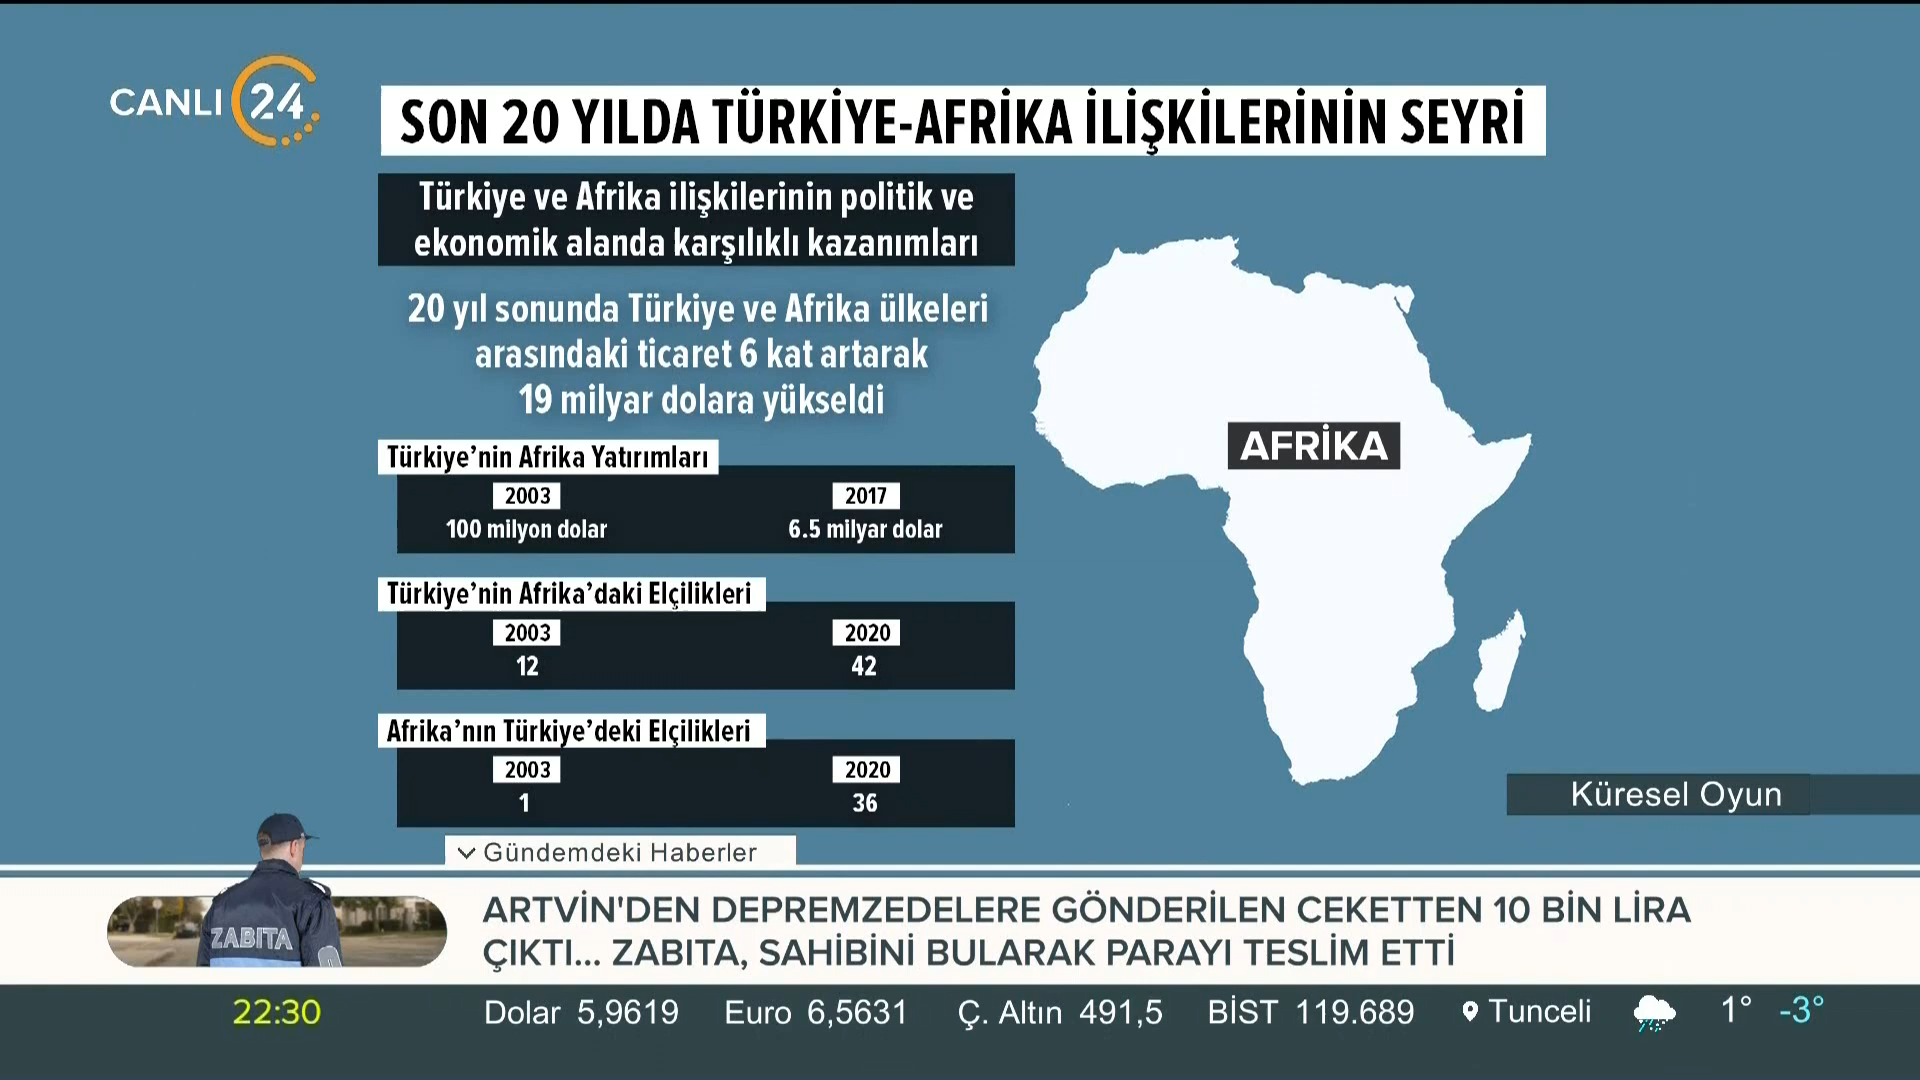 CANLI 24
SON 20 YILDA TÜRKİYE-AFRİKA İLİŞKİLERİNİN SEYRİ
Türkiye ve Afrika ilişkilerinin politik ve
ekonomik alanda karşılıklı kazanımları
20 yıl sonunda Türkiye ve Afrika ülkeleri
arasındaki ticaret 6 kat artarak
19 milyar dolara yükseldi
Türkiye’nin Afrika Yatırımları
2003 2017
100 milyon dolar 6.5 milyar dolar
Türkiye’nin Afrika’daki Elçilikleri
2003 2020
12 42
Afrika’nın Türkiye’deki Elçilikleri
2003 2020
1 36
AFRİKA
Küresel Oyun
Gündemdeki Haberler
ZABITA
ARTVİN'DEN DEPREMZEDELERE GÖNDERİLEN CEKETTEN 10 BİN LİRA
ÇIKTI... ZABITA, SAHİBİNİ BULARAK PARAYI TESLİM ETTİ
22:30 Dolar 5,9619 Euro 6,5631 Ç. Altın 491,5 BİST 119.689 Tunceli 1° -3°